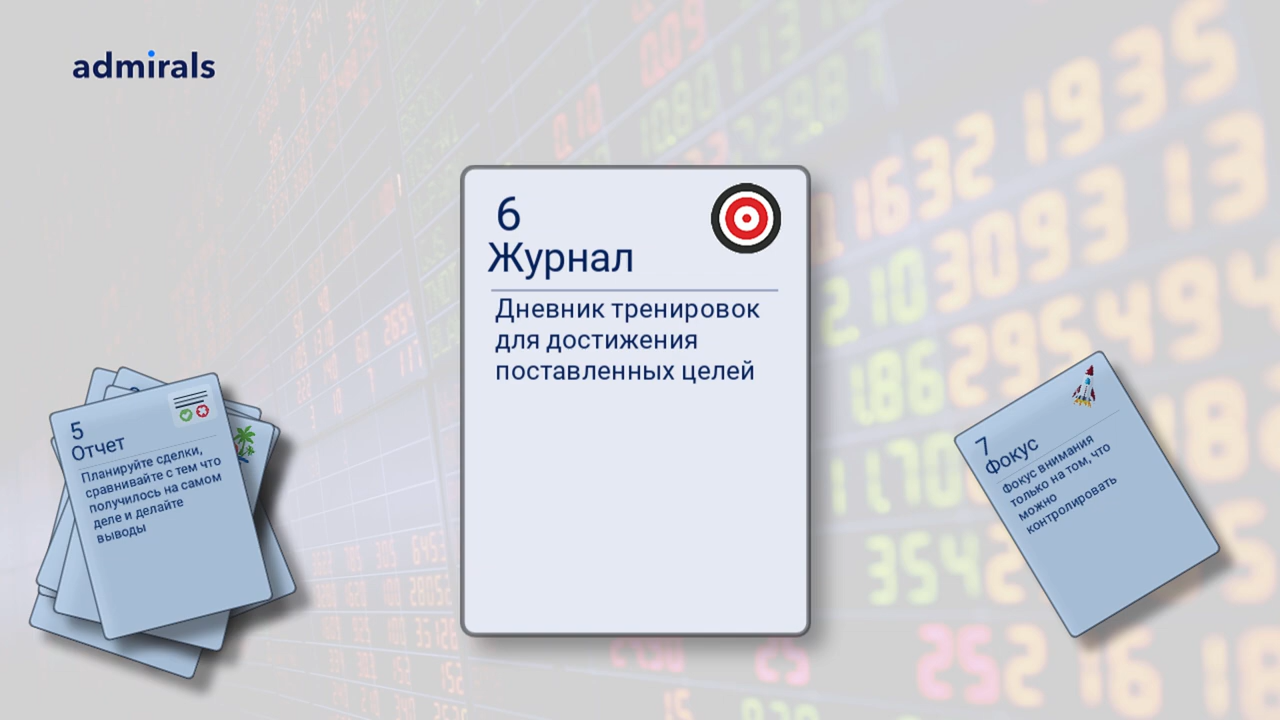 admirals
6
Журнал
Дневник тренировок
для достижения
поставленных целей
5
Отчет
Планируйте сделки,
сравнивайте с тем что
получилось на самом
деле и делайте
выводы
7
Фокус
Фокус внимания
только на том, что
можно
контролировать